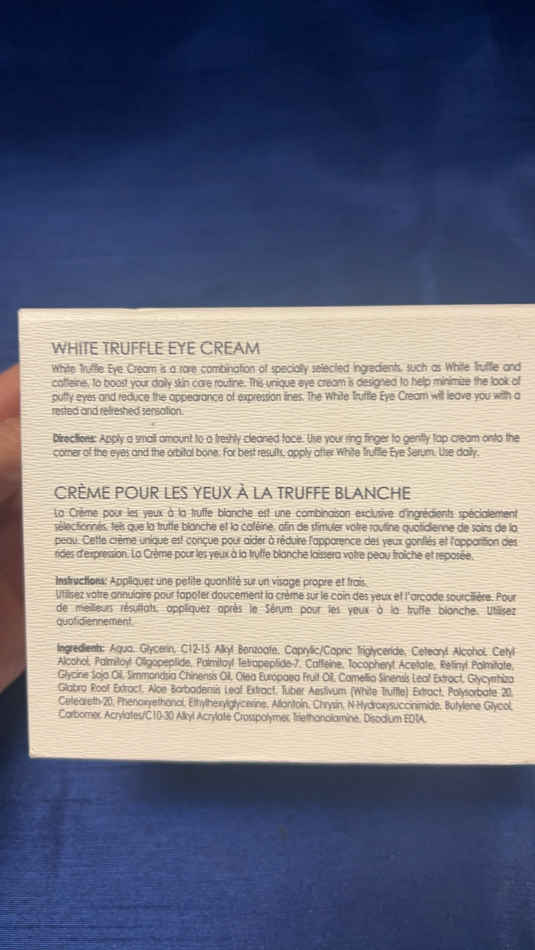 WHITE TRUFFLE EYE CREAM
White Truffle Eye Cream is a rare combination of specially selected ingredients, such as White Truffle and
caffeine, to boost your daily skin care routine. This unique eye cream is designed to help minimize the look of
puffy eyes and reduce the appearance of expression lines. The White Truffle Eye Cream will leave you with a
rested and refreshed sensation.
Directions: Apply a small amount to a freshly cleaned face. Use your ring finger to gently tap cream onto the
corner of the eyes and the orbital bone. For best results, apply after White Truffle Eye Serum. Use daily.
CRÈME POUR LES YEUX À LA TRUFFE BLANCHE
La Crème pour les yeux à la truffe blanche est une combinaison exclusive d'ingrédients spécialement
sélectionnés, tels que la truffe blanche et la caféine, afin de stimuler votre routine quotidienne de soins de la
peau. Cette crème unique est conçue pour aider à réduire l'apparence des yeux gonflés et l'apparition des
rides d'expression. La Crème pour les yeux à la truffe blanche laissera votre peau fraîche et reposée.
Instructions: Appliquez une petite quantité sur un visage propre et frais.
Utilisez votre annulaire pour tapoter doucement la crème sur le coin des yeux et l'arcade sourcilière. Pour
de meilleurs résultats, appliquez après le Sérum pour les yeux à la truffe blanche. Utilisez
quotidiennement.
Ingredients: Aqua, Glycerin, C12-15 Alkyl Benzoate, Caprylic/Capric Triglyceride, Cetearyl Alcohol, Cetyl
Alcohol, Palmitoyl Oligopeptide, Palmitoyl Tetrapeptide-7, Caffeine, Tocopheryl Acetate, Retinyl Palmitate,
Glycine Soja Oil, Simmondsia Chinensis Oil, Olea Europaea Fruit Oil, Camellia Sinensis Leaf Extract, Glycyrrhiza
Glabra Root Extract, Aloe Barbadensis Leaf Extract, Tuber Aestivum (White Truffle) Extract, Polysorbate 20,
Ceteareth-20, Phenoxyethanol, Ethylhexylglycerine, Allantoin, Chrysin, N-Hydroxysuccinimide, Butylene Glycol,
Carbomer, Acrylates/C10-30 Alkyl Acrylate Crosspolymer, Triethanolamine, Disodium EDTA.